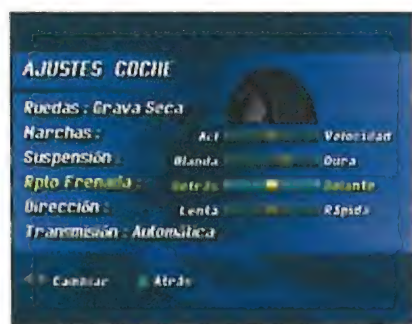 AJUSTES COCHE
Ruedas : Grava Seca
Marchas : Acl Velocidad
Suspensión : Blanda Dura
Rpto Frenada : Detrás Delante
Dirección : Lenta Rápida
Transmisión : Automática
Cambiar Atrás